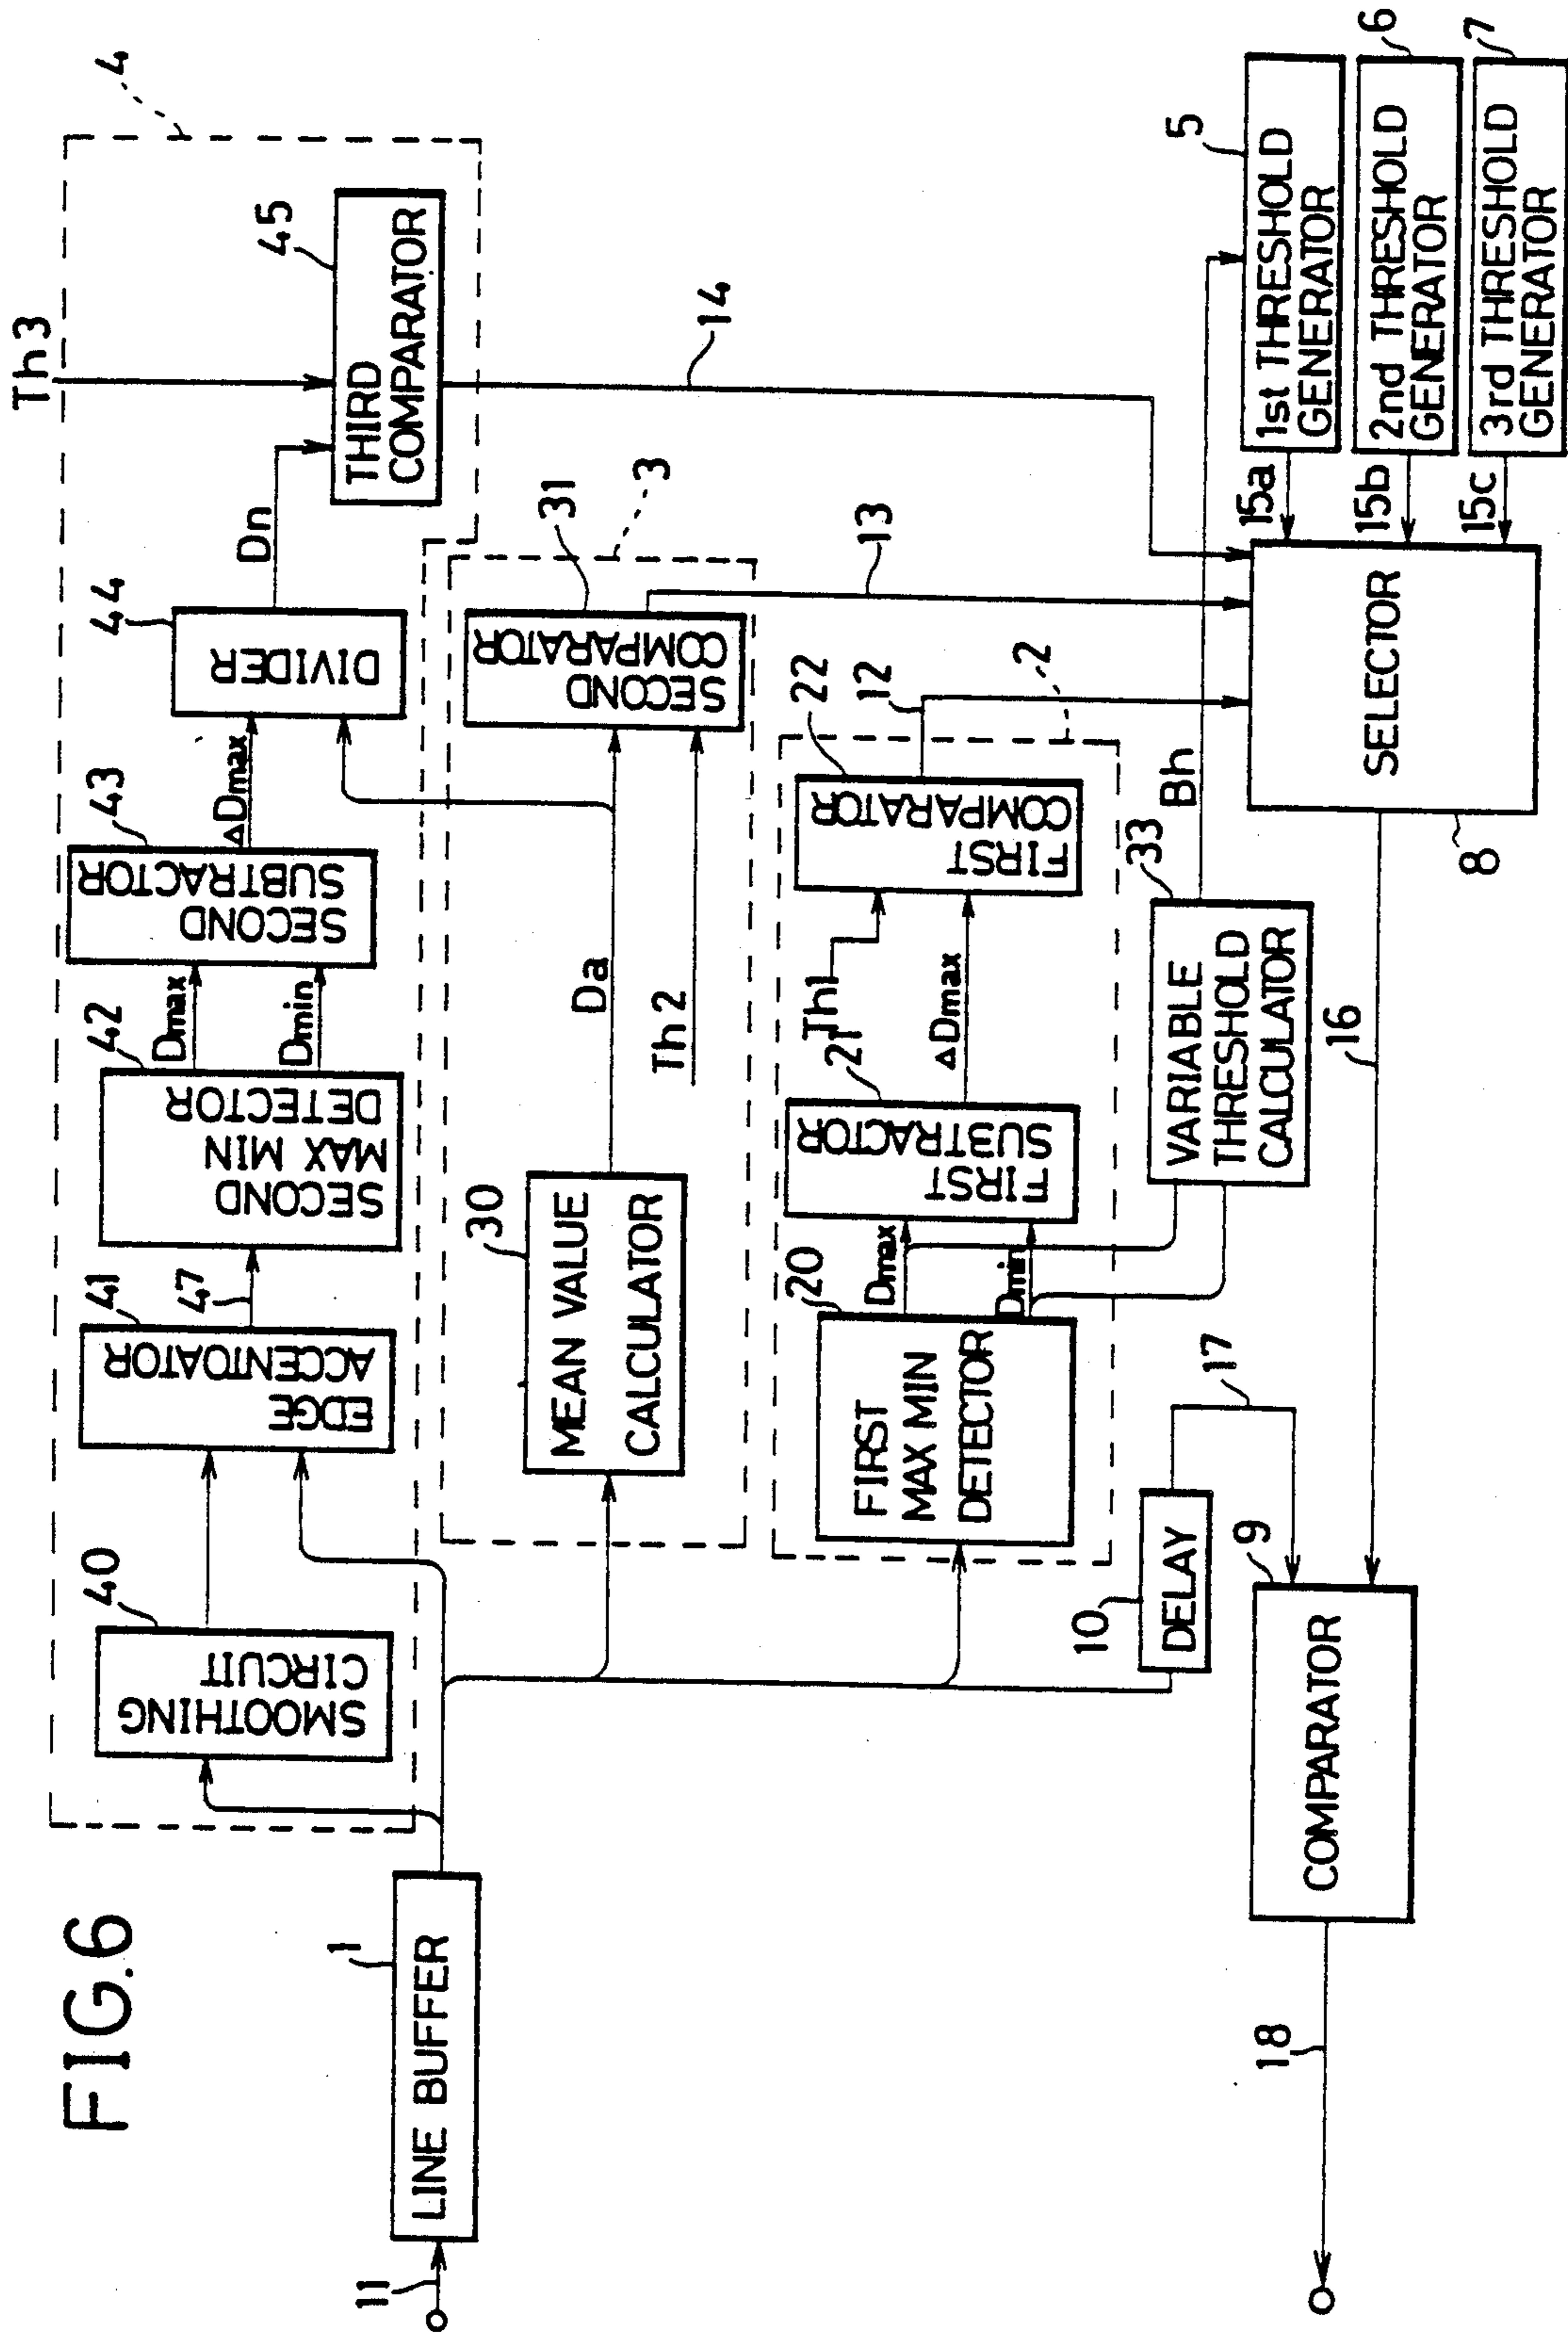 FIG.6
Th3
4
40
SMOOTHING
CIRCUIT
41
EDGE
ACCENTOATOR
47
42
SECOND
MAX MIN
DETECTOR
Dmax
Dmin
43
SECOND
SUBTRACTOR
ΔDmax
44
DIVIDER
Dn
45
THIRD
COMPARATOR
14
11
1
LINE BUFFER
30
MEAN VALUE
CALCULATOR
Da
Th2
31
SECOND
COMPARATOR
3
13
20
FIRST
MAX MIN
DETECTOR
Dmax
Dmin
21
FIRST
SUBTRACTOR
Th1
ΔDmax
22
FIRST
COMPARATOR
12
2
10
DELAY
17
33
VARIABLE
THRESHOLD
CALCULATOR
Bh
5
1st THRESHOLD
GENERATOR
15a
6
2nd THRESHOLD
GENERATOR
15b
7
3rd THRESHOLD
GENERATOR
15c
SELECTOR
8
16
9
COMPARATOR
18